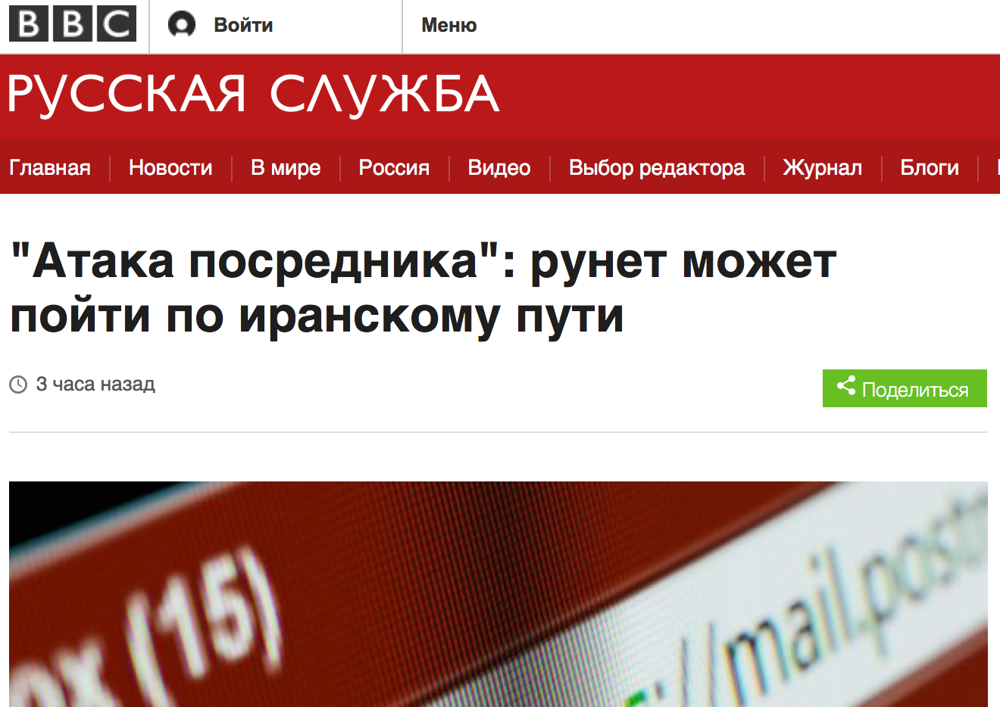 BBC
Войти
Меню
РУССКАЯ СЛУЖБА
Главная
Новости
В мире
Россия
Видео
Выбор редактора
Журнал
Блоги
"Атака посредника": рунет может
пойти по иранскому пути
3 часа назад
Поделиться
ox (15)
://mail.post